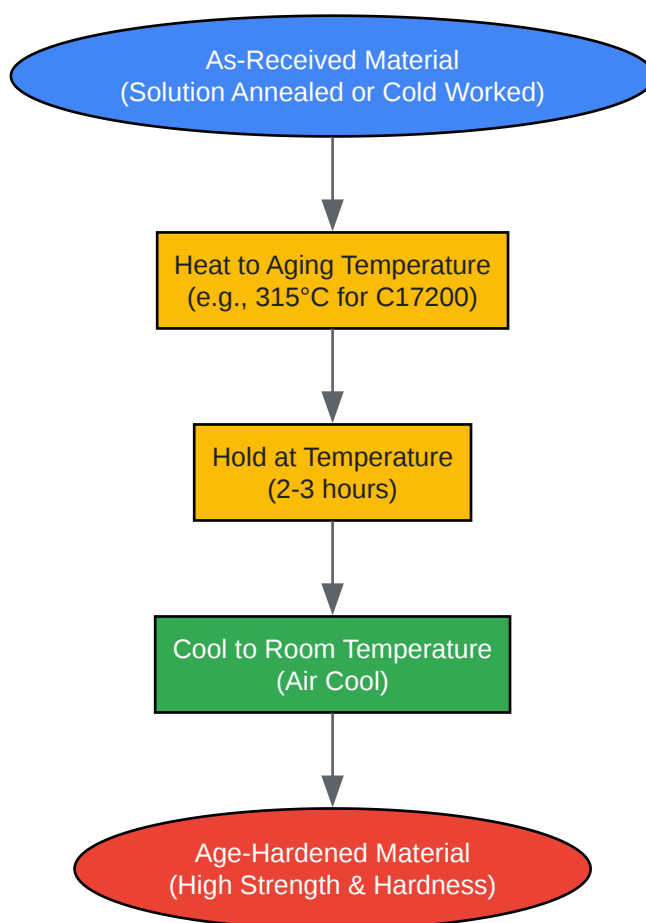 As-Received Material
(Solution Annealed or Cold Worked)
Heat to Aging Temperature
(e.g., 315°C for C17200)
Hold at Temperature
(2-3 hours)
Cool to Room Temperature
(Air Cool)
Age-Hardened Material
(High Strength & Hardness)